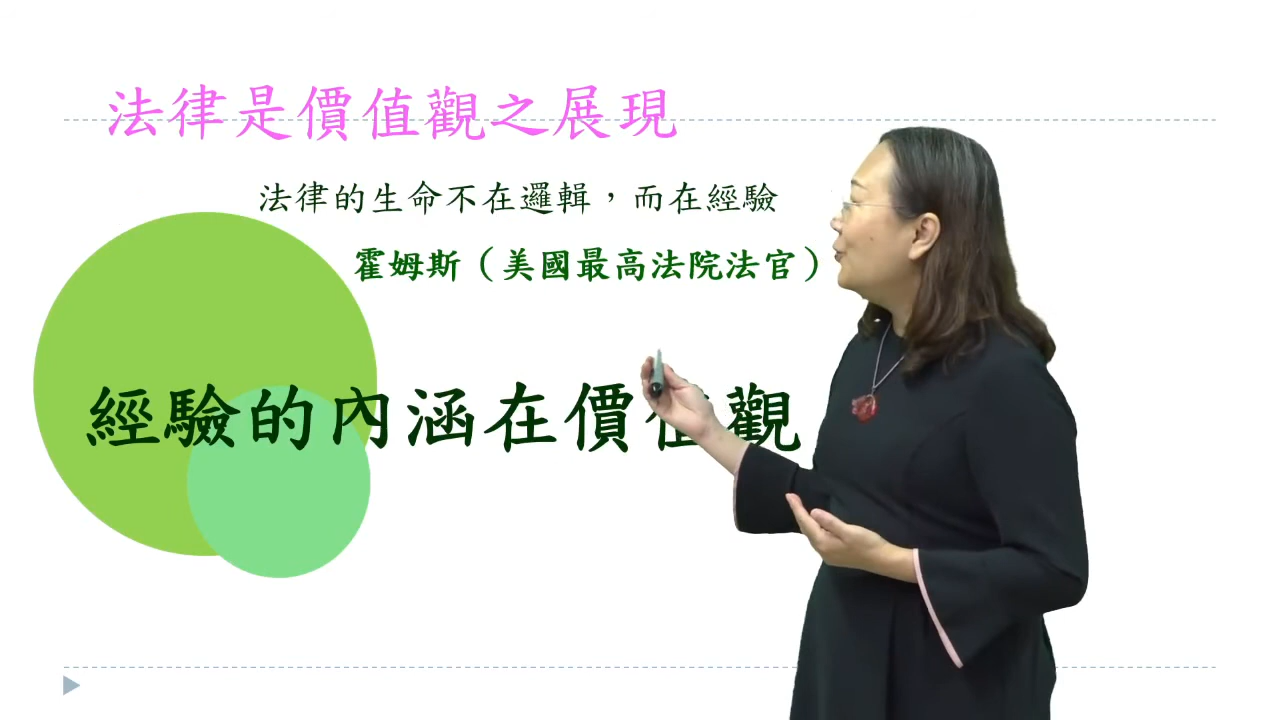 法律是價值觀之展現
法律的生命不在邏輯，而在經驗
霍姆斯（美國最高法院法官）
經驗的內涵在價值觀